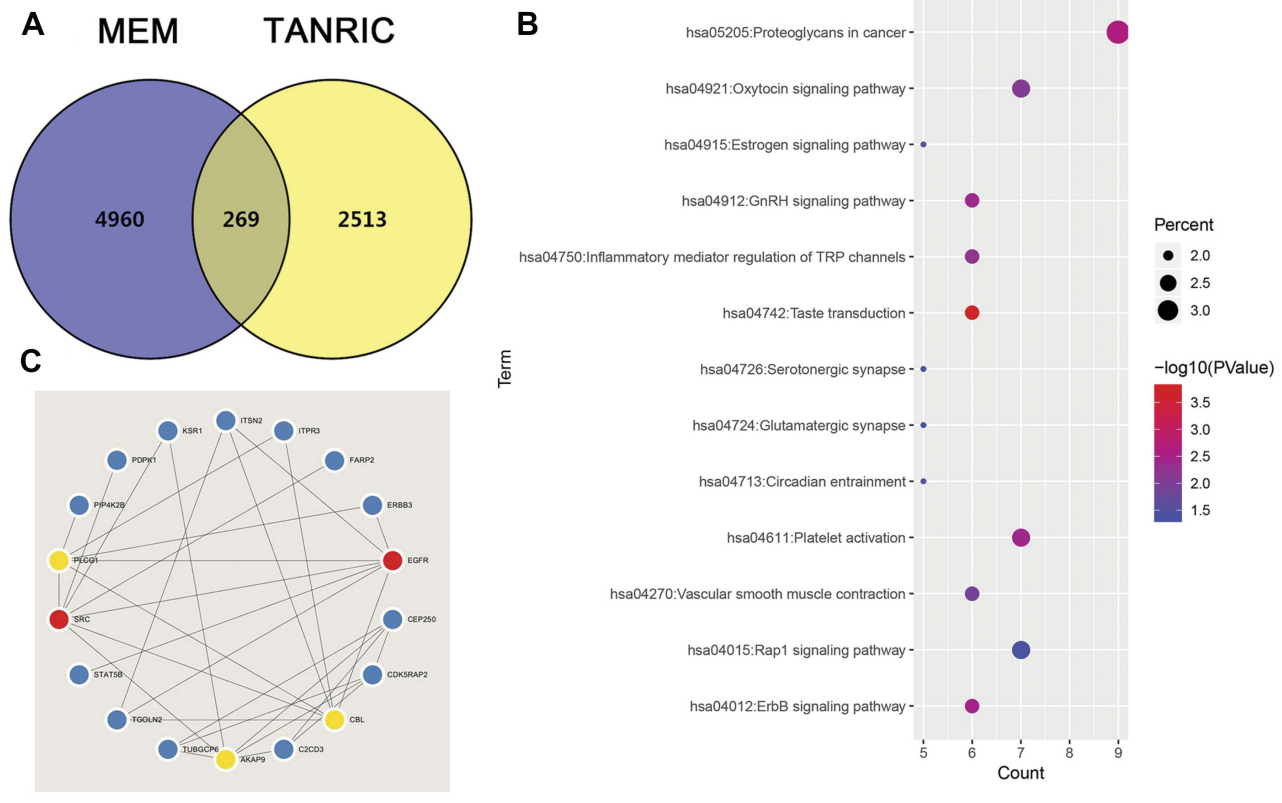 A
MEM
TANRIC
4960
269
2513
B
hsa05205:Proteoglycans in cancer
hsa04921:Oxytocin signaling pathway
hsa04915:Estrogen signaling pathway
hsa04912:GnRH signaling pathway
hsa04750:Inflammatory mediator regulation of TRP channels
hsa04742:Taste transduction
hsa04726:Serotonergic synapse
hsa04724:Glutamatergic synapse
hsa04713:Circadian entrainment
hsa04611:Platelet activation
hsa04270:Vascular smooth muscle contraction
hsa04015:Rap1 signaling pathway
hsa04012:ErbB signaling pathway
Term
5 6 7 8 9
Count
Percent
2.0
2.5
3.0
−log10(PValue)
3.5
3.0
2.5
2.0
1.5
C
ITSN2
KSR1
ITPR3
PDPK1
FARP2
PIP4K2B
ERBB3
PLCG1
EGFR
SRC
CEP250
STAT5B
CDK5RAP2
TGOLN2
CBL
TUBGCP6
C2CD3
AKAP9